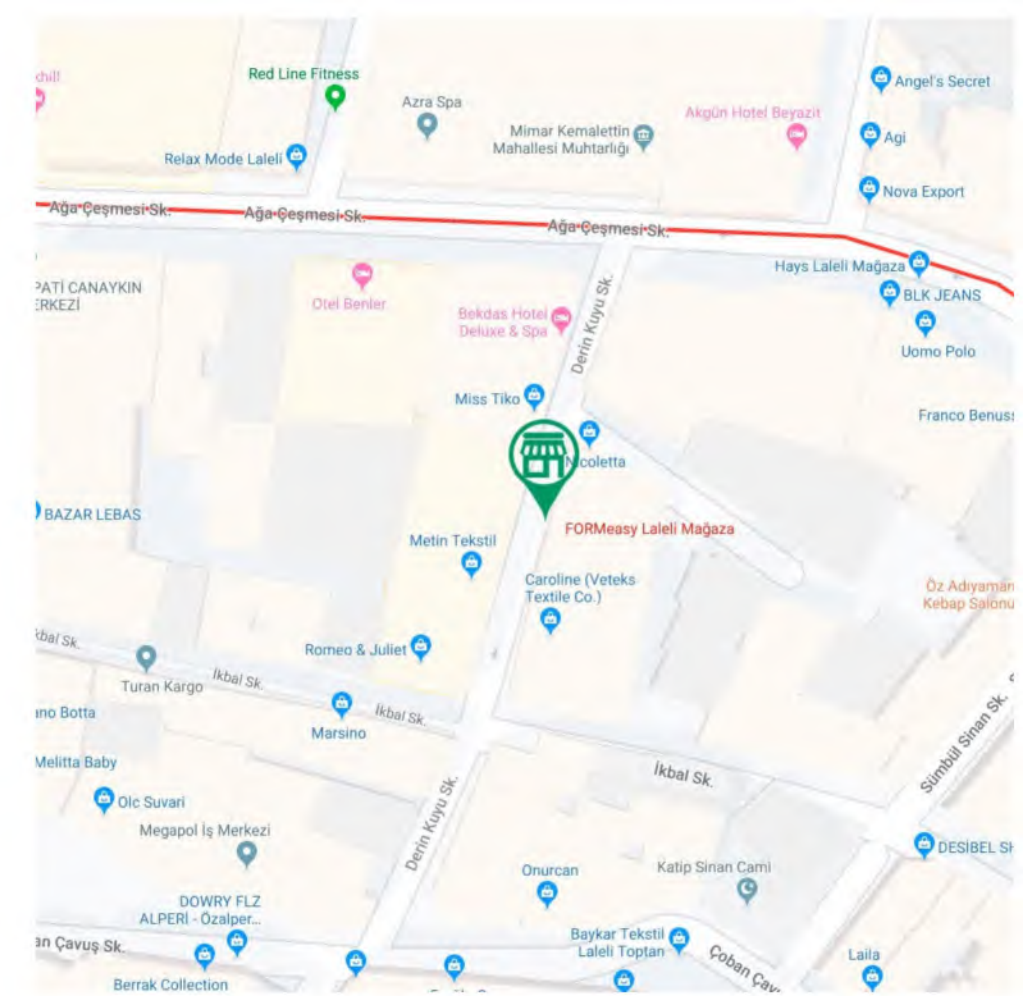 Red Line Fitness
Azra Spa
Angel's Secret
Akgün Hotel Beyazit
Mimar Kemalettin
Mahallesi Muhtarlığı
Agi
Relax Mode Laleli
Nova Export
Ağa Çeşmesi Sk.
Ağa Çeşmesi Sk.
Ağa Çeşmesi Sk.
Hays Laleli Mağaza
PATİ CANAYKIN
ERKEZİ
Otel Benler
BLK JEANS
Bekdas Hotel
Deluxe & Spa
Derin Kuyu Sk.
Uomo Polo
Miss Tiko
Franco Benuss
Nicoletta
BAZAR LEBAS
FORMeasy Laleli Mağaza
Metin Tekstil
Caroline (Veteks
Textile Co.)
Öz Adıyaman
Kebap Salonu
İkbal Sk.
Romeo & Juliet
Turan Kargo
İkbal Sk.
İkbal Sk.
ano Botta
Marsino
Sümbül Sinan Sk.
Melitta Baby
İkbal Sk.
Olc Suvari
Derin Kuyu Sk.
Megapol İş Merkezi
DESİBEL SH
Onurcan
Katip Sinan Cami
DOWRY FLZ
ALPERİ - Özalper...
Baykar Tekstil
Laleli Toptan
an Çavuş Sk.
Çoban Çav
Laila
Berrak Collection